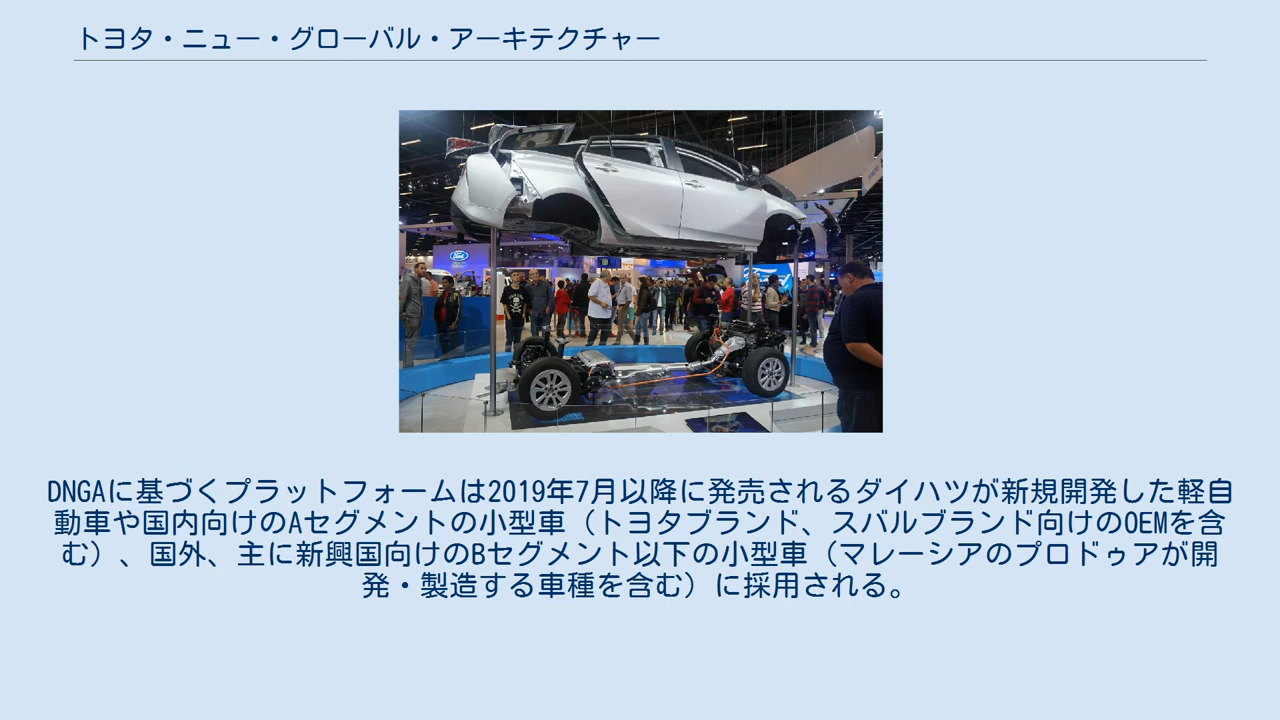 トヨタ・ニュー・グローバル・アーキテクチャー
Ford
DNGAに基づくプラットフォームは2019年7月以降に発売されるダイハツが新規開発した軽自
動車や国内向けのAセグメントの小型車（トヨタブランド、スバルブランド向けのOEMを含
む）、国外、主に新興国向けのBセグメント以下の小型車（マレーシアのプロドゥアが開
発・製造する車種を含む）に採用される。